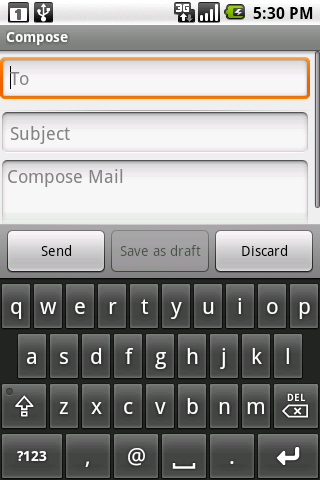 1 3G 5:30 PM
Compose
To
Subject
Compose Mail
Send Save as draft Discard
q w e r t y u i o p
a s d f g h j k l
z x c v b n m DEL
?123 , @ .